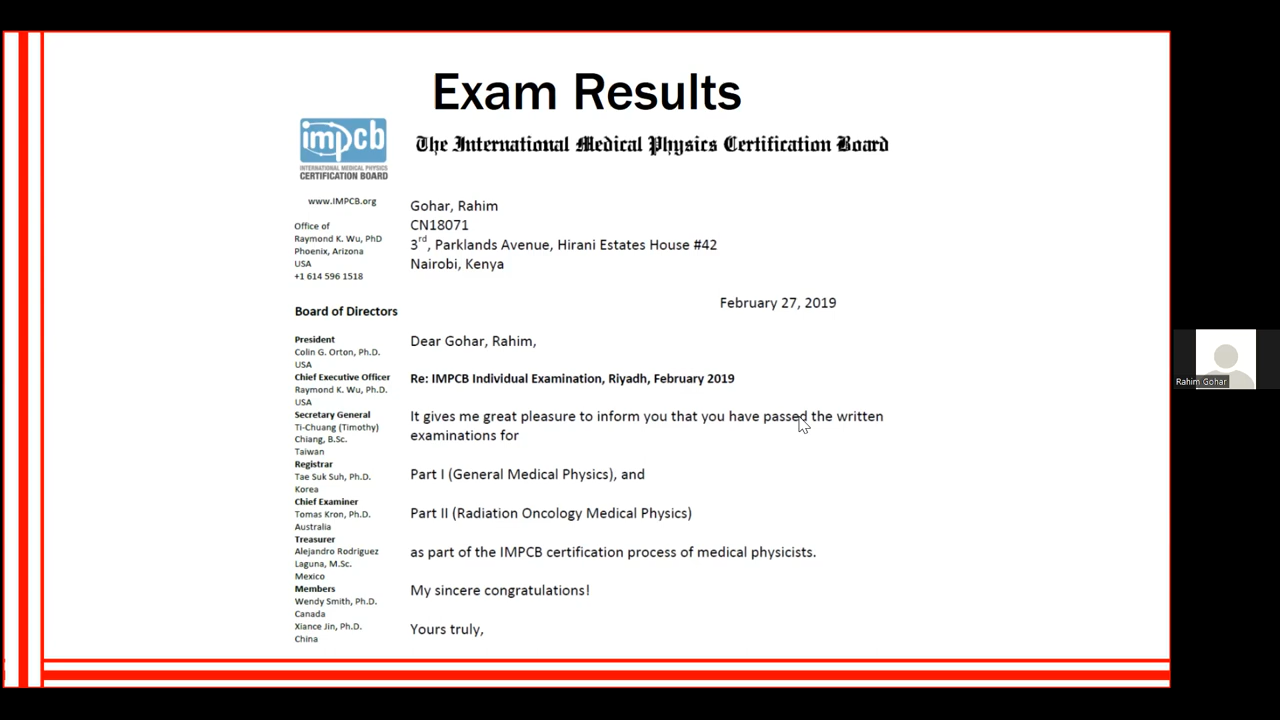 Exam Results
impcb
INTERNATIONAL MEDICAL PHYSICS
CERTIFICATION BOARD
The International Medical Physics Certification Board
www.IMPCB.org
Office of
Raymond K. Wu, PhD
Phoenix, Arizona
USA
+1 614 596 1518
Board of Directors
President
Colin G. Orton, Ph.D.
USA
Chief Executive Officer
Raymond K. Wu, Ph.D.
USA
Secretary General
Ti-Chuang (Timothy)
Chiang, B.Sc.
Taiwan
Registrar
Tae Suk Suh, Ph.D.
Korea
Chief Examiner
Tomas Kron, Ph.D.
Australia
Treasurer
Alejandro Rodriguez
Laguna, M.Sc.
Mexico
Members
Wendy Smith, Ph.D.
Canada
Xiance Jin, Ph.D.
China
Gohar, Rahim
CN18071
3rd, Parklands Avenue, Hirani Estates House #42
Nairobi, Kenya
February 27, 2019
Dear Gohar, Rahim,
Re: IMPCB Individual Examination, Riyadh, February 2019
It gives me great pleasure to inform you that you have passed the written
examinations for
Part I (General Medical Physics), and
Part II (Radiation Oncology Medical Physics)
as part of the IMPCB certification process of medical physicists.
My sincere congratulations!
Yours truly,
Rahim Gohar